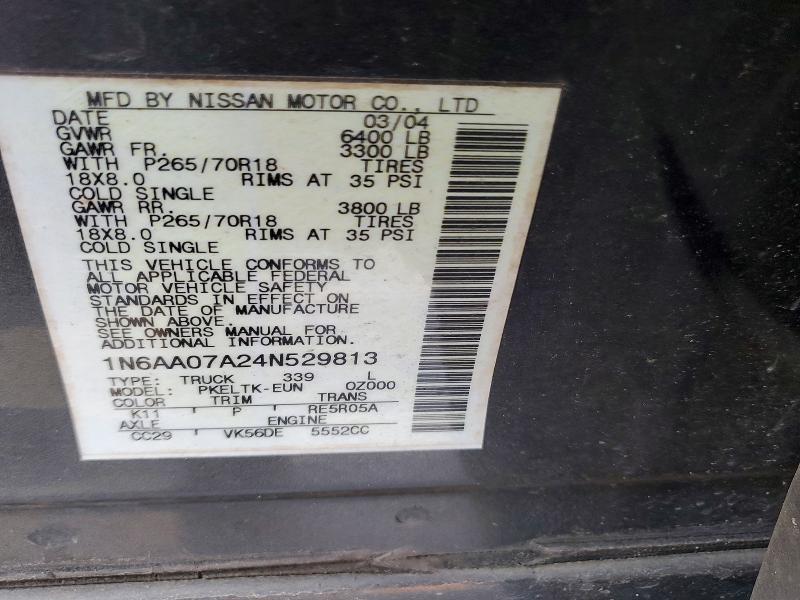 MFD BY NISSAN MOTOR CO., LTD
DATE 03/04
GVWR 6400 LB
GAWR FR. 3300 LB
WITH P265/70R18 TIRES
18X8.0 RIMS AT 35 PSI
COLD SINGLE
GAWR RR. 3800 LB
WITH P265/70R18 TIRES
18X8.0 RIMS AT 35 PSI
COLD SINGLE
THIS VEHICLE CONFORMS TO
ALL APPLICABLE FEDERAL
MOTOR VEHICLE SAFETY
STANDARDS IN EFFECT ON
THE DATE OF MANUFACTURE
SHOWN ABOVE.
SEE OWNERS MANUAL FOR
ADDITIONAL INFORMATION.
1N6AA07A24N529813
TYPE: TRUCK 339 L
MODEL: PKELTK-EUN OZ000
COLOR TRIM TRANS
K11 P RE5R05A
AXLE ENGINE
CC29 VK56DE 5552CC